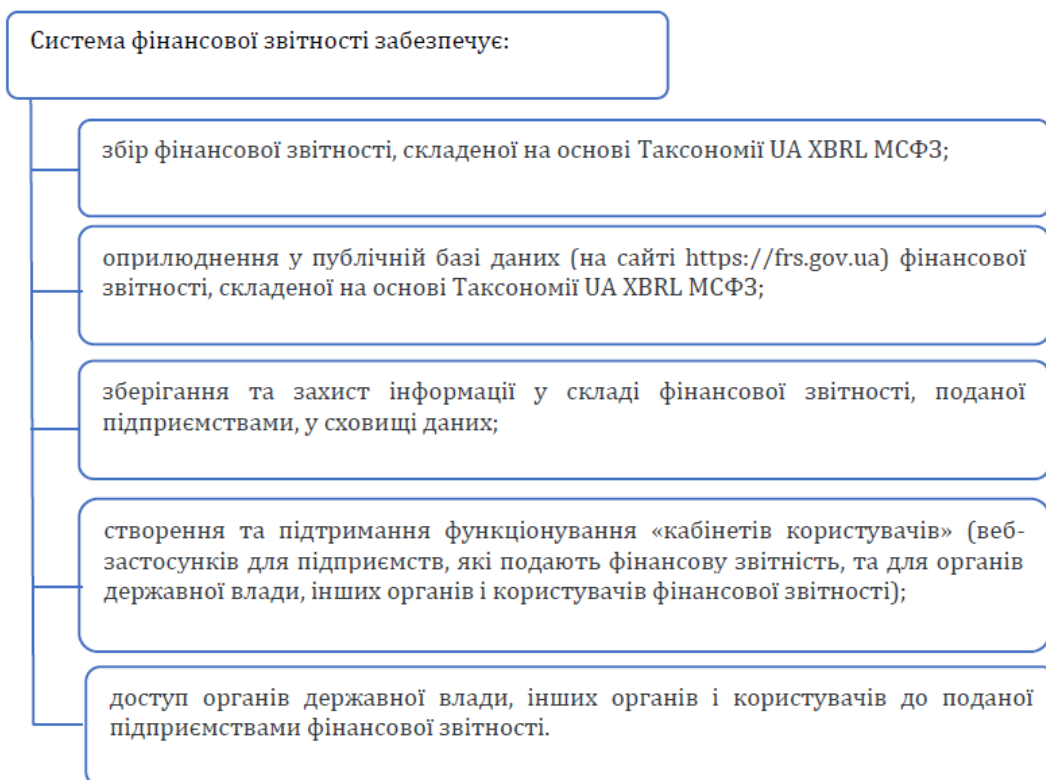 Система фінансової звітності забезпечує:
збір фінансової звітності, складеної на основі Таксономії UA XBRL МСФЗ;
оприлюднення у публічній базі даних (на сайті https://frs.gov.ua) фінансової
звітності, складеної на основі Таксономії UA XBRL МСФЗ;
зберігання та захист інформації у складі фінансової звітності, поданої
підприємствами, у сховищі даних;
створення та підтримання функціонування «кабінетів користувачів» (веб-
застосунків для підприємств, які подають фінансову звітність, та для органів
державної влади, інших органів і користувачів фінансової звітності);
доступ органів державної влади, інших органів і користувачів до поданої
підприємствами фінансової звітності.